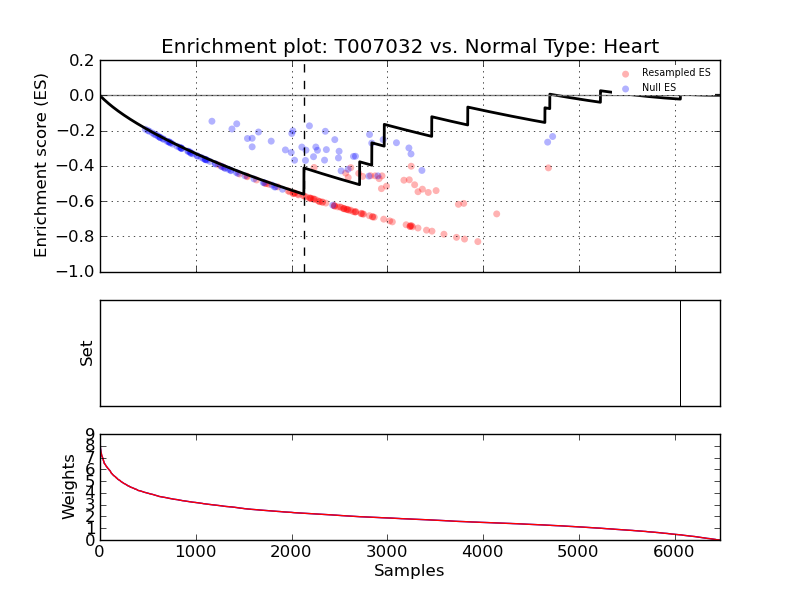 Enrichment plot: T007032 vs. Normal Type: Heart
Enrichment score (ES)
0.2
0.0
−0.2
−0.4
−0.6
−0.8
−1.0
Resampled ES
Null ES
Set
Weights
9
8
7
6
5
4
3
2
1
0
0 1000 2000 3000 4000 5000 6000
Samples